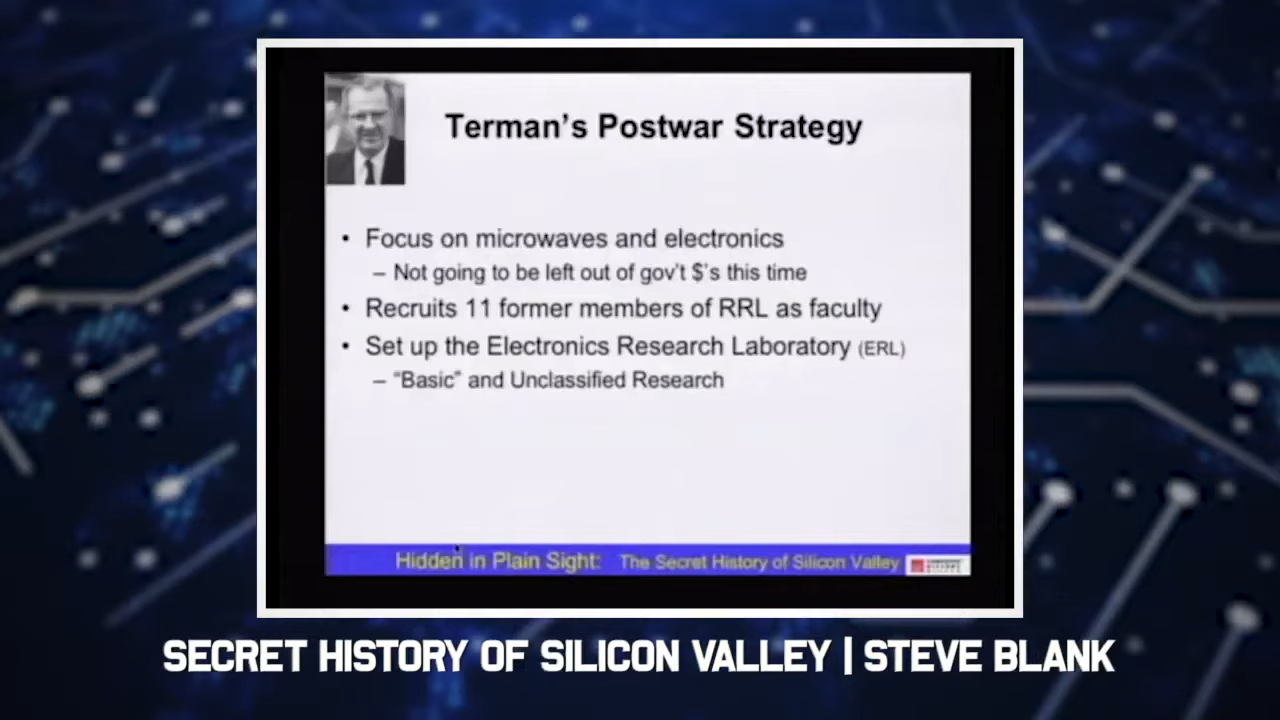 Terman's Postwar Strategy
• Focus on microwaves and electronics
– Not going to be left out of gov't $'s this time
• Recruits 11 former members of RRL as faculty
• Set up the Electronics Research Laboratory (ERL)
– "Basic" and Unclassified Research
Hidden in Plain Sight: The Secret History of Silicon Valley
SECRET HISTORY OF SILICON VALLEY | STEVE BLANK